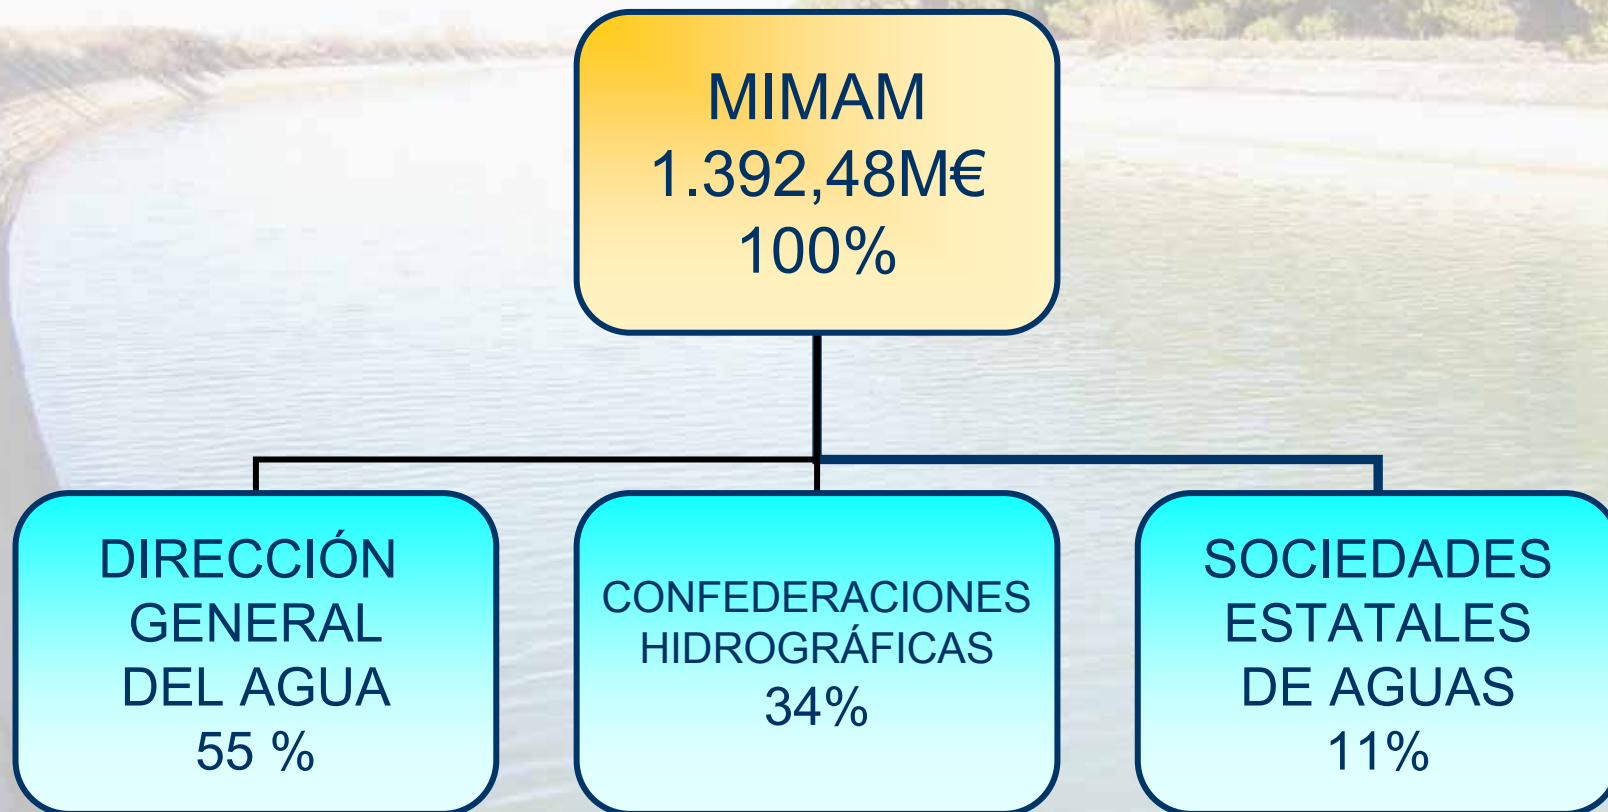 MIMAM
1.392,48M€
100%
DIRECCIÓN
GENERAL
DEL AGUA
55 %
CONFEDERACIONES
HIDROGRÁFICAS
34%
SOCIEDADES
ESTATALES
DE AGUAS
11%